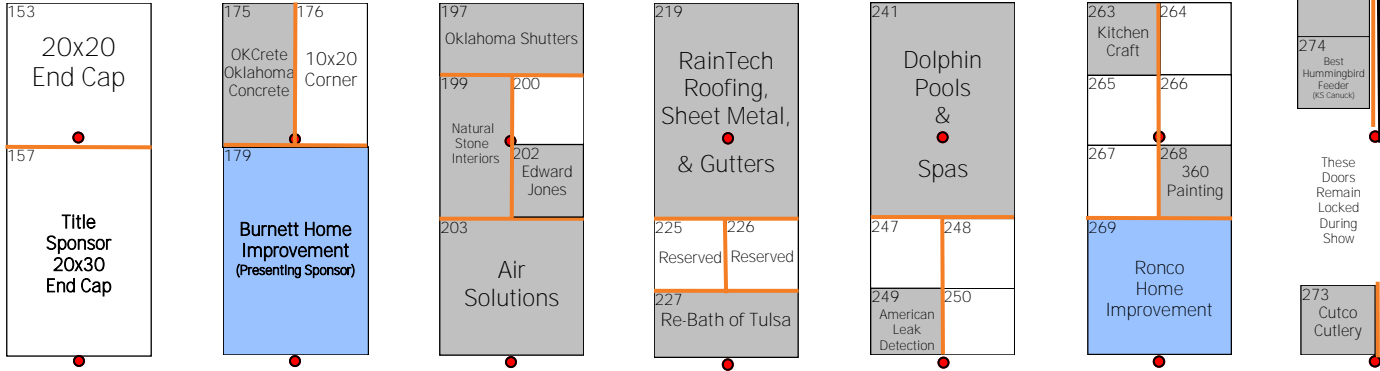 153
20x20
End Cap
157
Title
Sponsor
20x30
End Cap
175
OKCrete
Oklahoma
Concrete
176
10x20
Corner
179
Burnett Home
Improvement
(Presenting Sponsor)
197
Oklahoma Shutters
199
Natural
Stone
Interiors
200
202
Edward
Jones
203
Air
Solutions
219
RainTech
Roofing,
Sheet Metal,
& Gutters
225
Reserved
226
Reserved
227
Re-Bath of Tulsa
241
Dolphin
Pools
&
Spas
247
248
249
American
Leak
Detection
250
263
Kitchen
Craft
264
265
266
267
268
360
Painting
269
Ronco
Home
Improvement
274
Best
Hummingbird
Feeder
(KS Canuck)
These
Doors
Remain
Locked
During
Show
273
Cutco
Cutlery